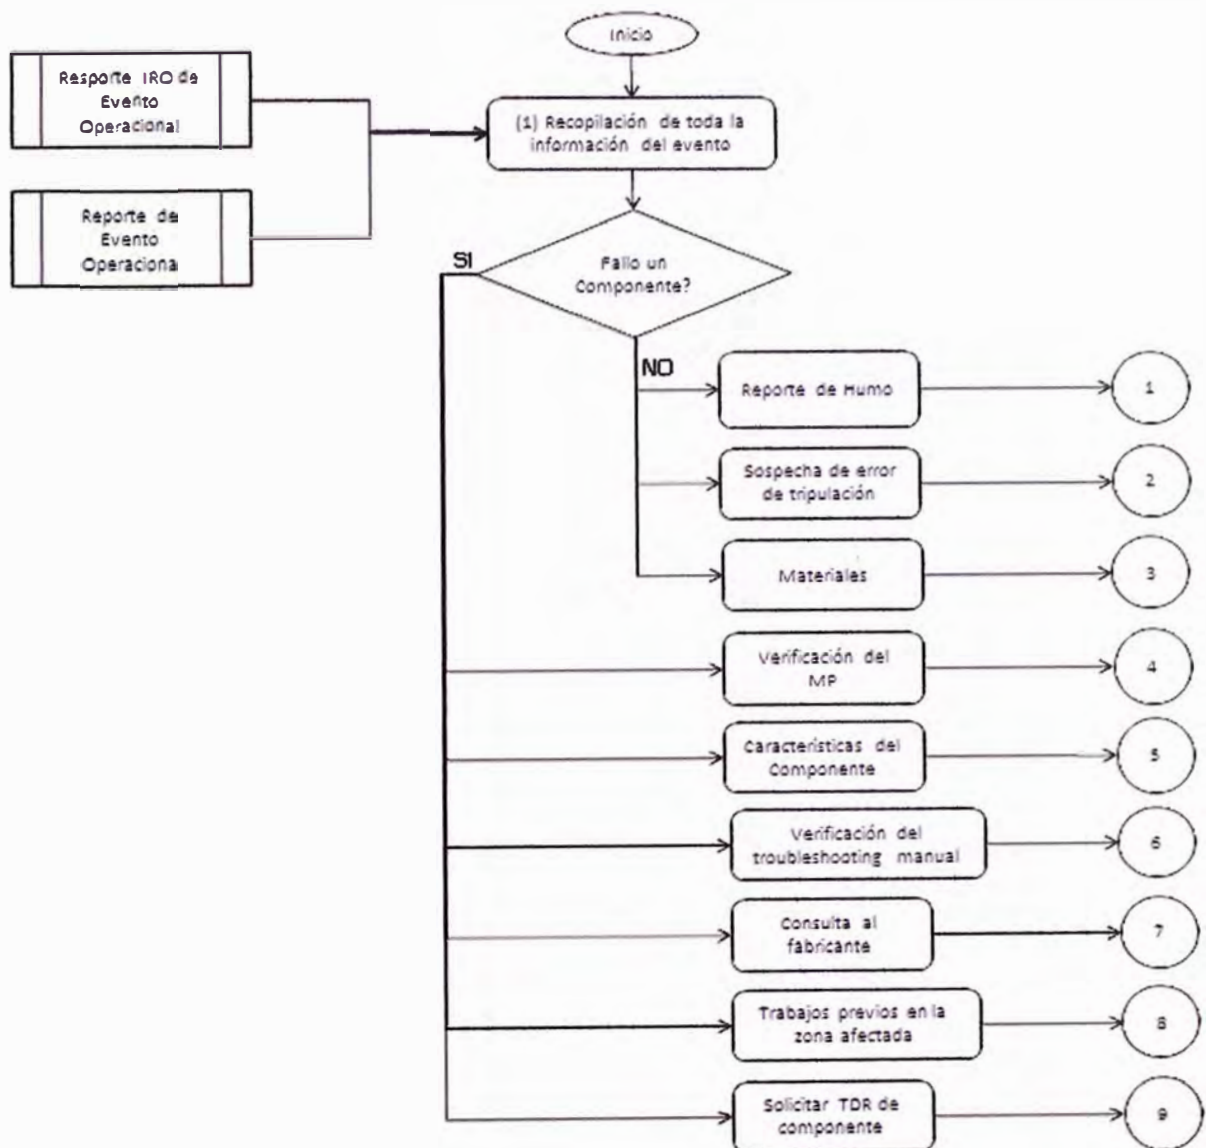 Inicio
Resporte IRO de
Evento
Operacional
(1) Recopilación de toda la
información del evento
Reporte de
Evento
Operaciona
SI
Fallo un
Componente?
NO
Reporte de Humo
1
Sospecha de error
de tripulación
2
Materiales
3
Verificación del
MP
4
Características del
Componente
5
Verificación del
troubleshooting manual
6
Consulta al
fabricante
7
Trabajos previos en la
zona afectada
8
Solicitar TDR de
componente
9